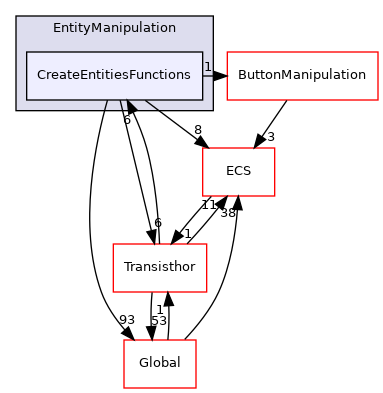 EntityManipulation
CreateEntitiesFunctions
1
ButtonManipulation
6
8
3
ECS
11
38
6
1
Transisthor
1
93
53
Global